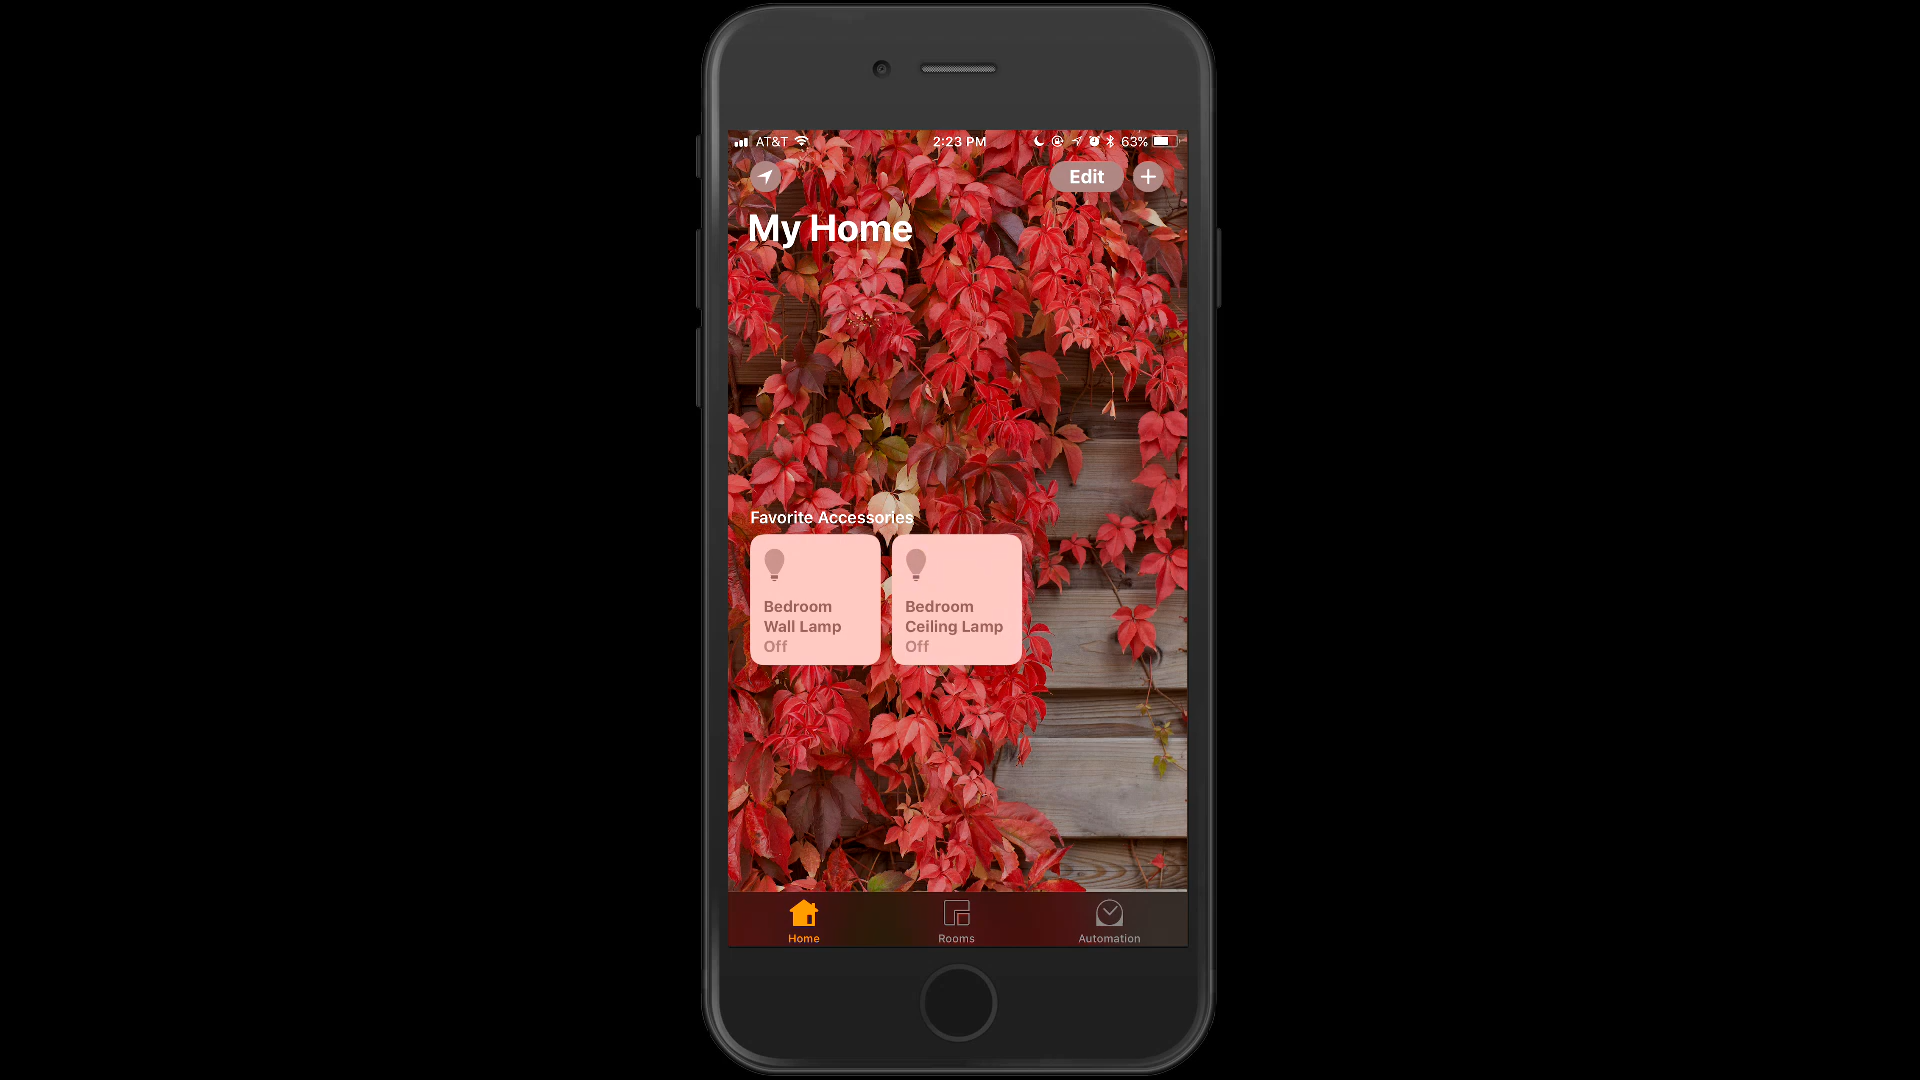 AT&T 2:23 PM 63%
Edit +
My Home
Favorite Accessories
Bedroom
Wall Lamp
Off
Bedroom
Ceiling Lamp
Off
Home Rooms Automation